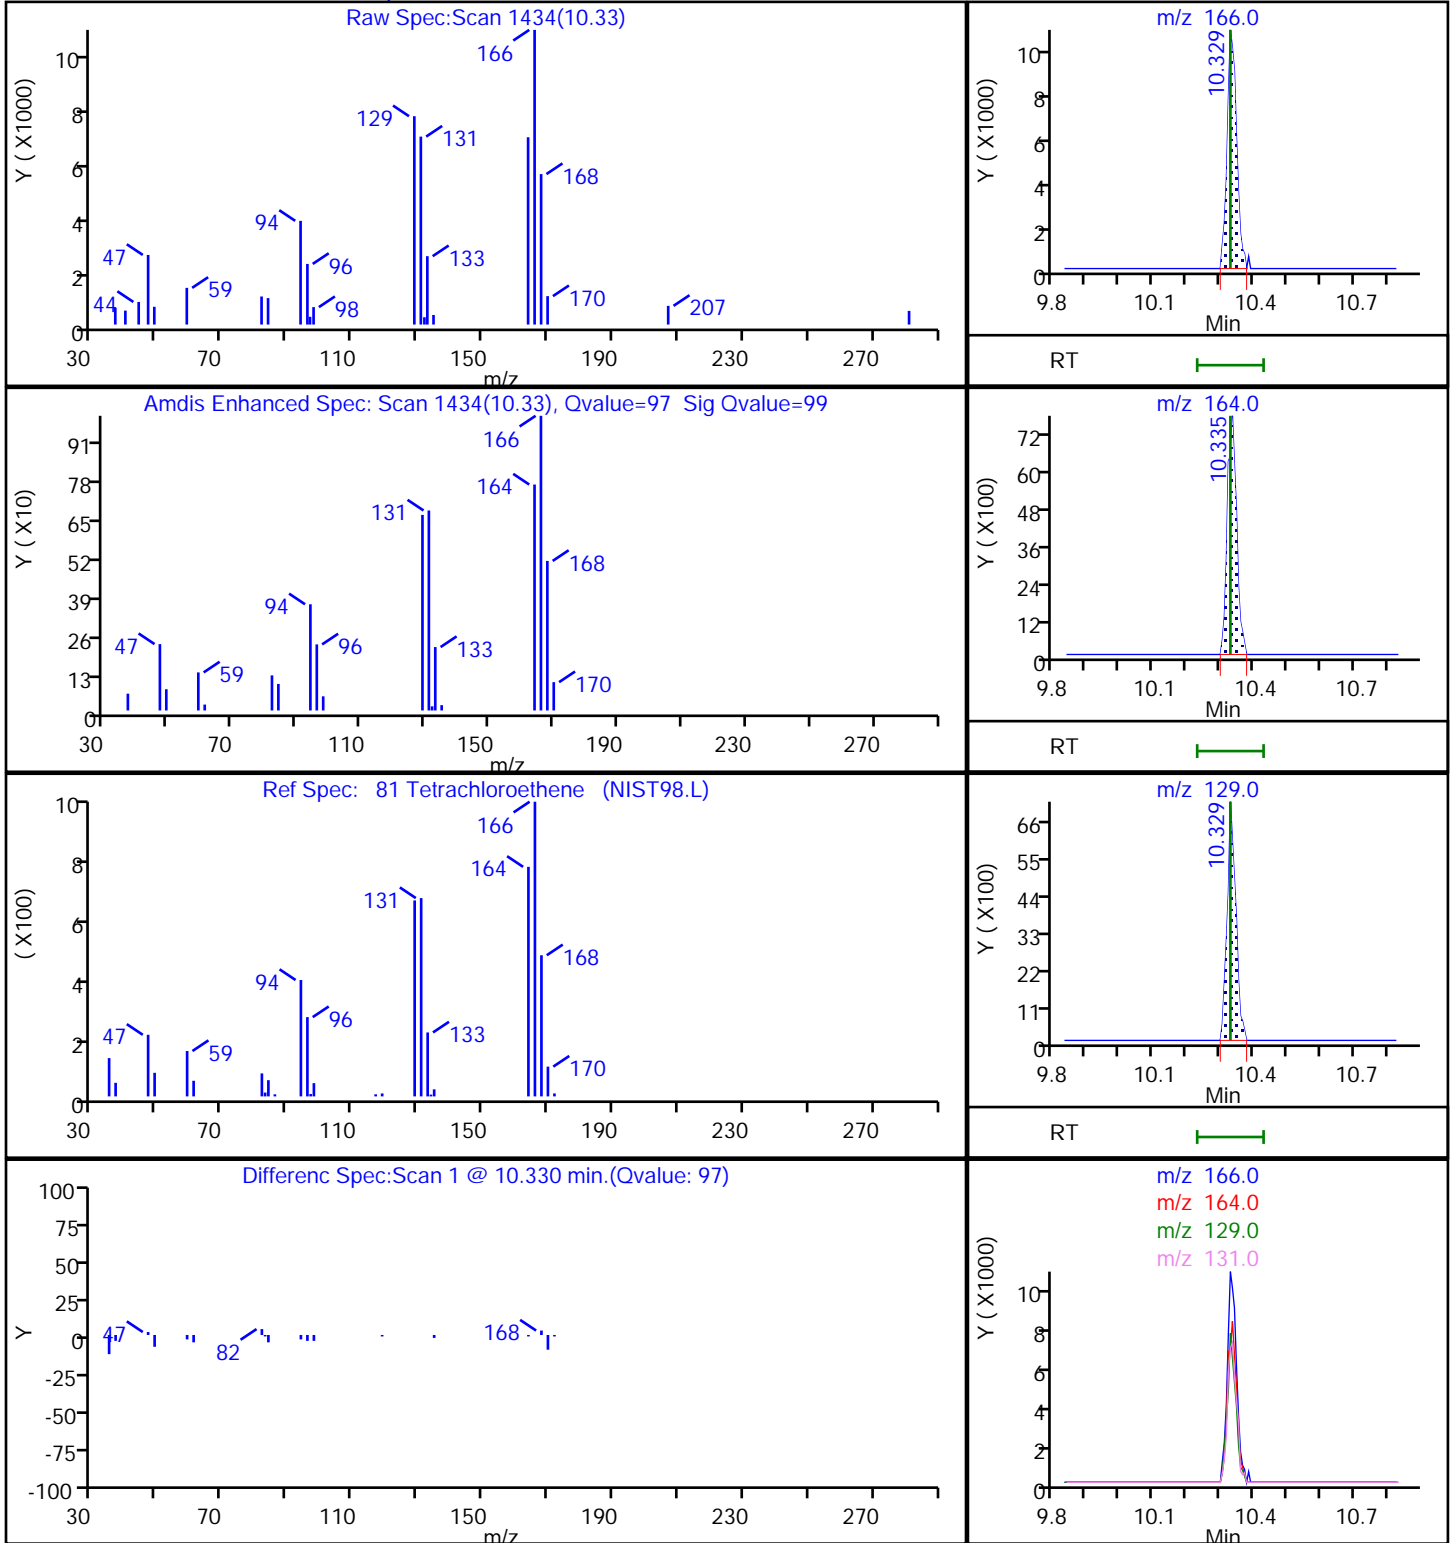 Raw Spec:Scan 1434(10.33)
Y ( X1000)
10
8
6
4
2
0
166
129
131
168
94
96
47
133
59
44
98
170
207
30 70 110 150 190 230 270
m/z
m/z 166.0
10.329
Y ( X1000)
10
8
6
4
2
0
9.8 10.1 10.4 10.7
Min
RT
Amdis Enhanced Spec: Scan 1434(10.33), Qvalue=97 Sig Qvalue=99
Y ( X10)
91
78
65
52
39
26
13
0
166
164
131
168
94
96
47
133
59
170
30 70 110 150 190 230 270
m/z
m/z 164.0
10.335
Y ( X100)
72
60
48
36
24
12
0
9.8 10.1 10.4 10.7
Min
RT
Ref Spec: 81 Tetrachloroethene (NIST98.L)
( X100)
10
8
6
4
2
0
166
164
131
168
94
96
47
133
59
170
30 70 110 150 190 230 270
m/z 129.0
10.329
Y ( X100)
66
55
44
33
22
11
0
9.8 10.1 10.4 10.7
Min
RT
Differenc Spec:Scan 1 @ 10.330 min.(Qvalue: 97)
Y
100
75
50
25
0
-25
-50
-75
-100
47
82
168
30 70 110 150 190 230 270
m/z
m/z 166.0
m/z 164.0
m/z 129.0
m/z 131.0
Y ( X1000)
10
8
6
4
2
0
9.8 10.1 10.4 10.7
Min